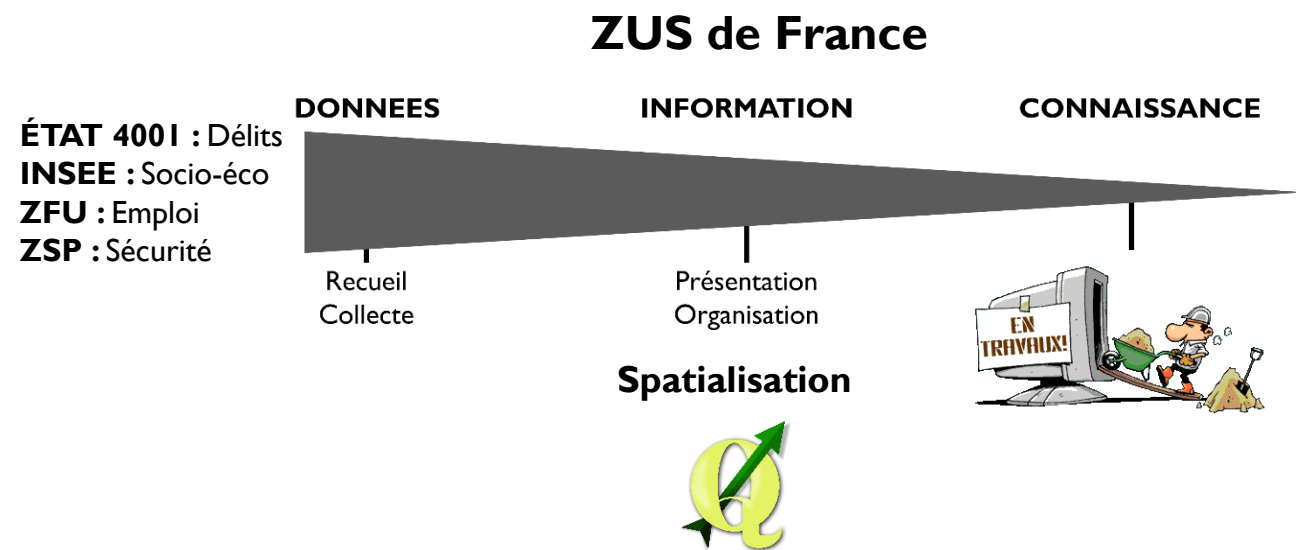 ZUS de France
DONNEES
INFORMATION
CONNAISSANCE
ÉTAT 4001 : Délits
INSEE : Socio-éco
ZFU : Emploi
ZSP : Sécurité
Recueil
Collecte
Présentation
Organisation
EN
TRAVAUX!
Spatialisation
Q